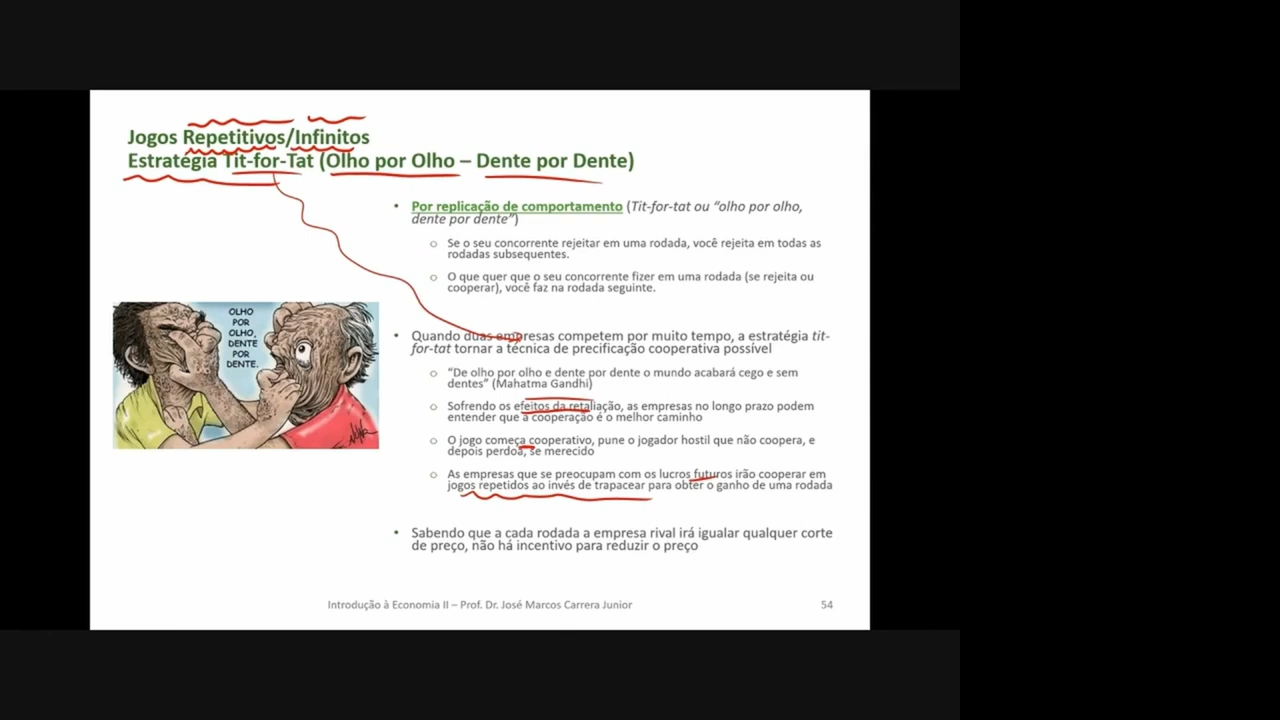 Jogos Repetitivos/Infinitos
Estratégia Tit-for-Tat (Olho por Olho – Dente por Dente)
• Por replicação de comportamento (Tit-for-tat ou “olho por olho,
dente por dente”)
o Se o seu concorrente rejeitar em uma rodada, você rejeita em todas as
rodadas subsequentes.
o O que quer que o seu concorrente fizer em uma rodada (se rejeita ou
cooperar), você faz na rodada seguinte.
OLHO
POR
OLHO,
DENTE
POR
DENTE.
• Quando duas empresas competem por muito tempo, a estratégia tit-
for-tat tornar a técnica de precificação cooperativa possível
o “De olho por olho e dente por dente o mundo acabará cego e sem
dentes” (Mahatma Gandhi)
o Sofrendo os efeitos da retaliação, as empresas no longo prazo podem
entender que a cooperação é o melhor caminho
o O jogo começa cooperativo, pune o jogador hostil que não coopera, e
depois perdoa, se merecido
o As empresas que se preocupam com os lucros futuros irão cooperar em
jogos repetidos ao invés de trapacear para obter o ganho de uma rodada
• Sabendo que a cada rodada a empresa rival irá igualar qualquer corte
de preço, não há incentivo para reduzir o preço
Introdução à Economia II – Prof. Dr. José Marcos Carrera Junior
54